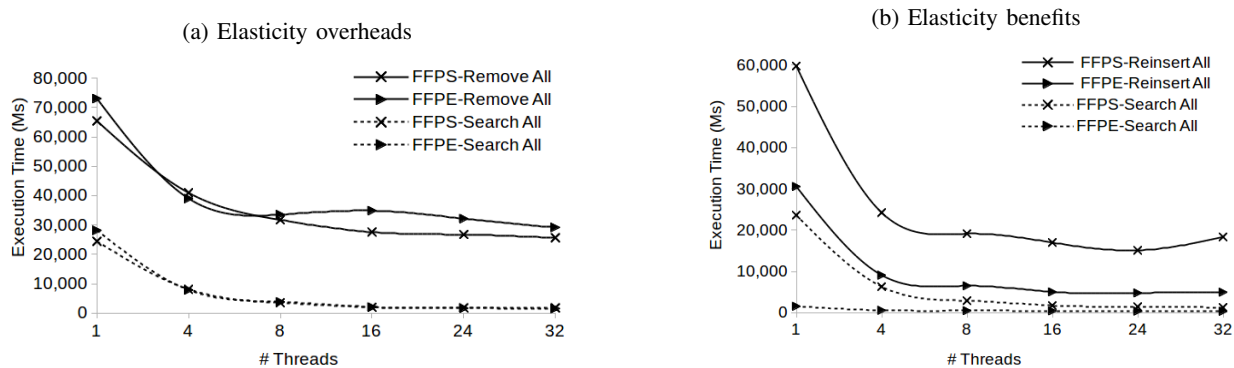 (a) Elasticity overheads
80,000
70,000
60,000
50,000
40,000
30,000
20,000
10,000
0
Execution Time (Ms)
FFPS-Remove All
FFPE-Remove All
FFPS-Search All
FFPE-Search All
1 4 8 16 24 32
# Threads
(b) Elasticity benefits
60,000
50,000
40,000
30,000
20,000
10,000
0
Execution Time (Ms)
FFPS-Reinsert All
FFPE-Reinsert All
FFPS-Search All
FFPE-Search All
1 4 8 16 24 32
# Threads